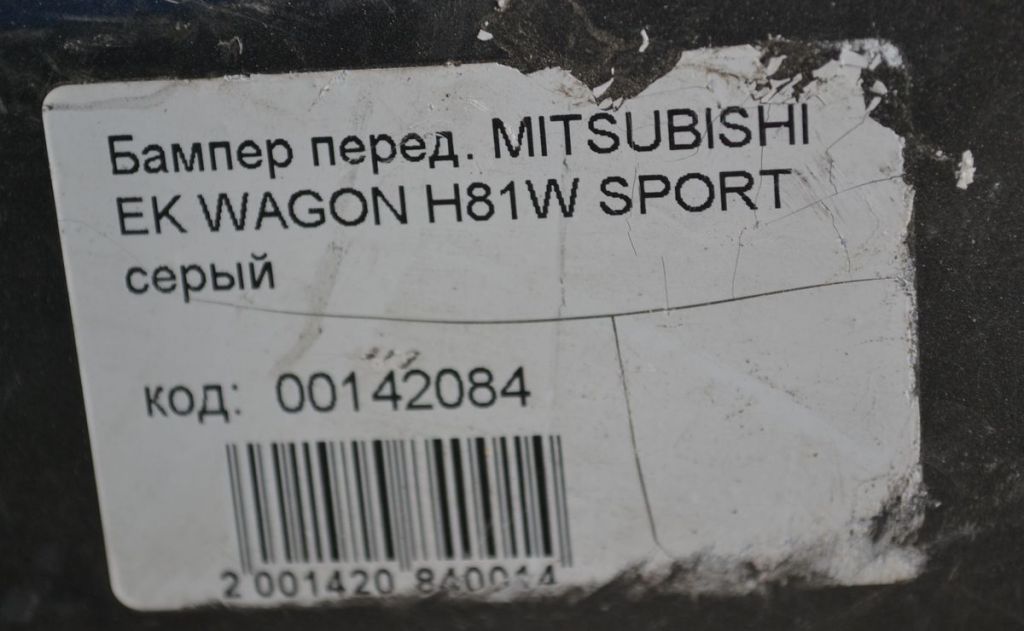 Бампер перед. MITSUBISHI
EK WAGON H81W SPORT
серый
код: 00142084
2 001420 840014